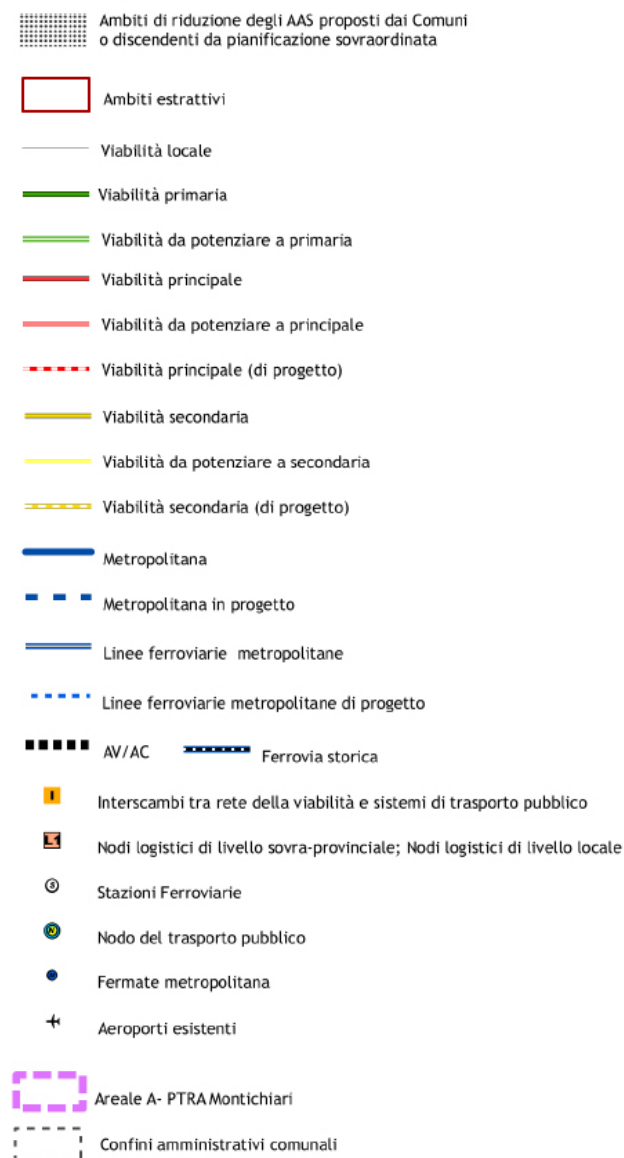 Ambiti di riduzione degli AAS proposti dai Comuni
o discendenti da pianificazione sovraordinata
Ambiti estrattivi
Viabilità locale
Viabilità primaria
Viabilità da potenziare a primaria
Viabilità principale
Viabilità da potenziare a principale
Viabilità principale (di progetto)
Viabilità secondaria
Viabilità da potenziare a secondaria
Viabilità secondaria (di progetto)
Metropolitana
Metropolitana in progetto
Linee ferroviarie metropolitane
Linee ferroviarie metropolitane di progetto
AV/AC Ferrovia storica
I Interscambi tra rete della viabilità e sistemi di trasporto pubblico
Nodi logistici di livello sovra-provinciale; Nodi logistici di livello locale
S Stazioni Ferroviarie
N Nodo del trasporto pubblico
Fermate metropolitana
Aeroporti esistenti
Areale A- PTRA Montichiari
Confini amministrativi comunali